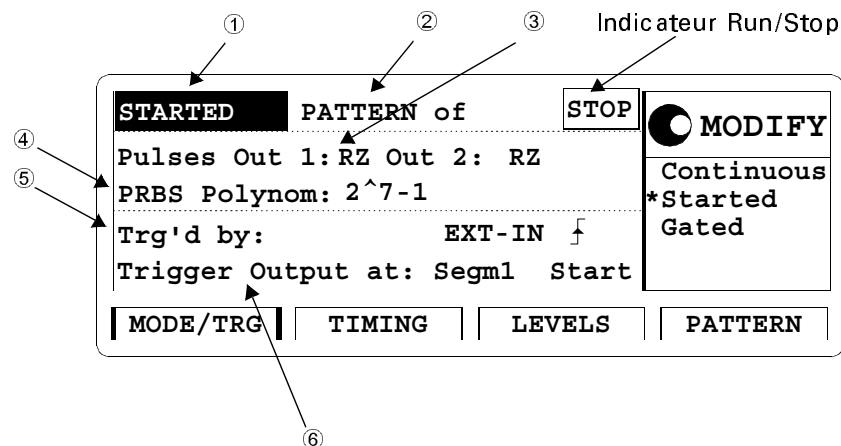 ① ② ③ Indicateur Run/Stop
STARTED PATTERN of STOP
MODIFY
④ Pulses Out 1: RZ Out 2: RZ
Continuous
⑤ PRBS Polynom: 2^7-1
*Started
Trg'd by: EXT-IN
Gated
Trigger Output at: Segm1 Start
MODE/TRG TIMING LEVELS PATTERN
⑥